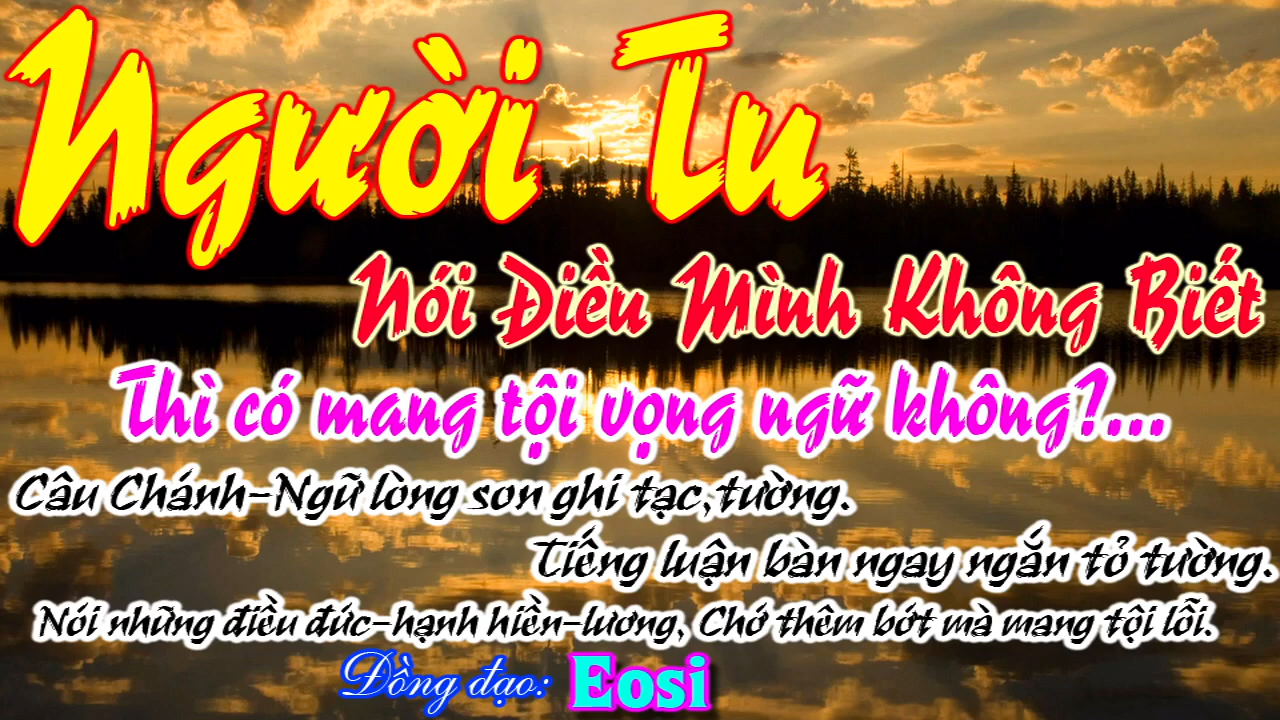 Người Tu
Nói Điều Mình Không Biết
Thì có mang tội vọng ngữ không?...
Câu Chánh-Ngữ lòng son ghi tạc,tường.
Tiếng luận bàn ngay ngắn tỏ tường.
Nói những điều đức-hạnh hiền-lương, Chớ thêm bớt mà mang tội lỗi.
Đồng đạo: Eosi